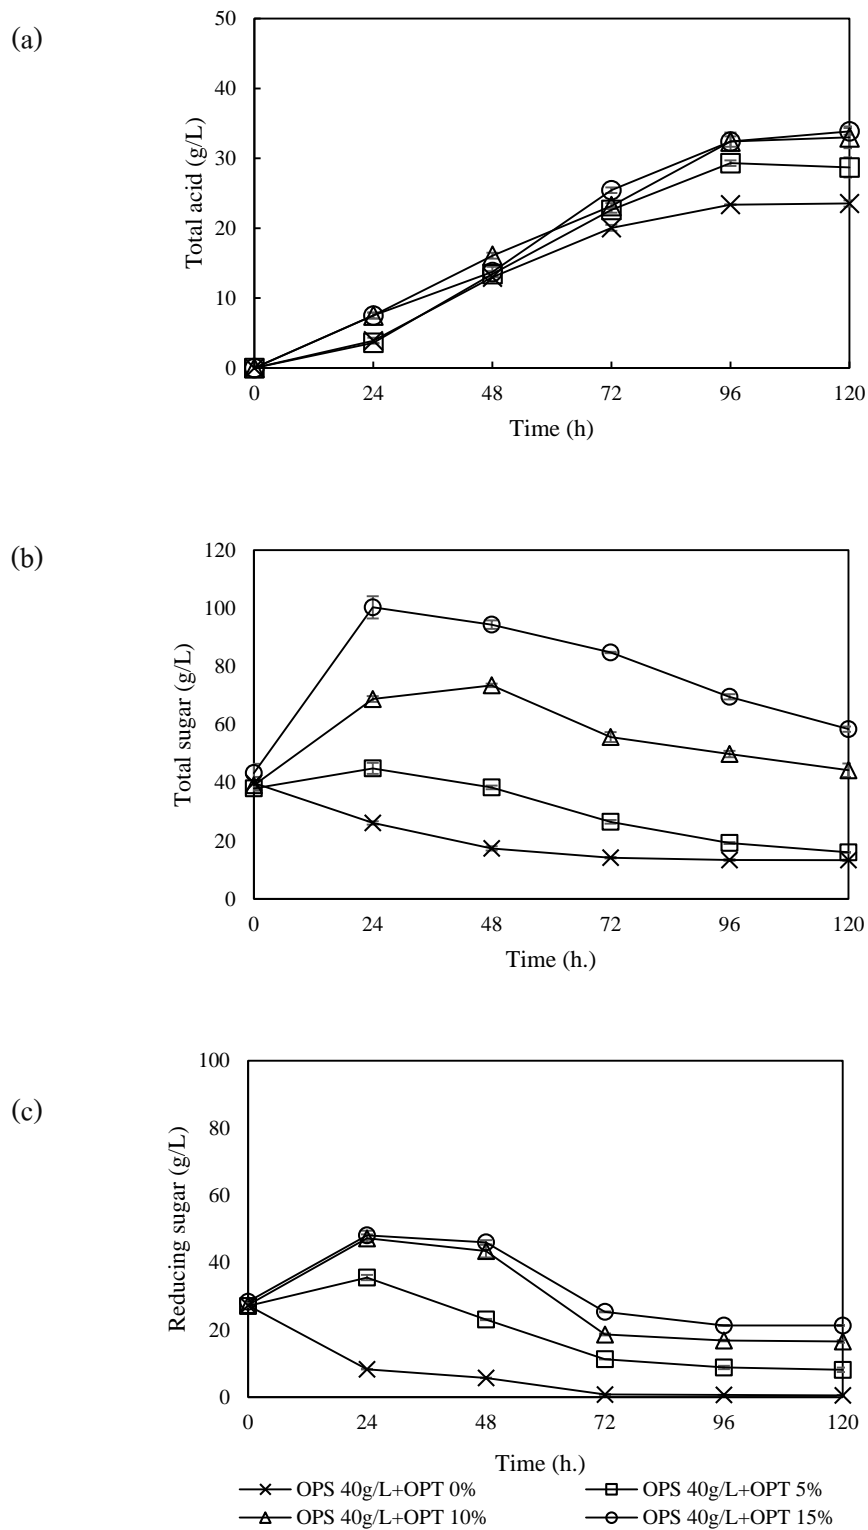 (a)
Total acid (g/L)
50
40
30
20
10
0
0 24 48 72 96 120
Time (h)
(b)
Total sugar (g/L)
120
100
80
60
40
20
0
0 24 48 72 96 120
Time (h.)
(c)
Reducing sugar (g/L)
100
80
60
40
20
0
0 24 48 72 96 120
Time (h.)
OPS 40g/L+OPT 0% OPS 40g/L+OPT 5%
OPS 40g/L+OPT 10% OPS 40g/L+OPT 15%